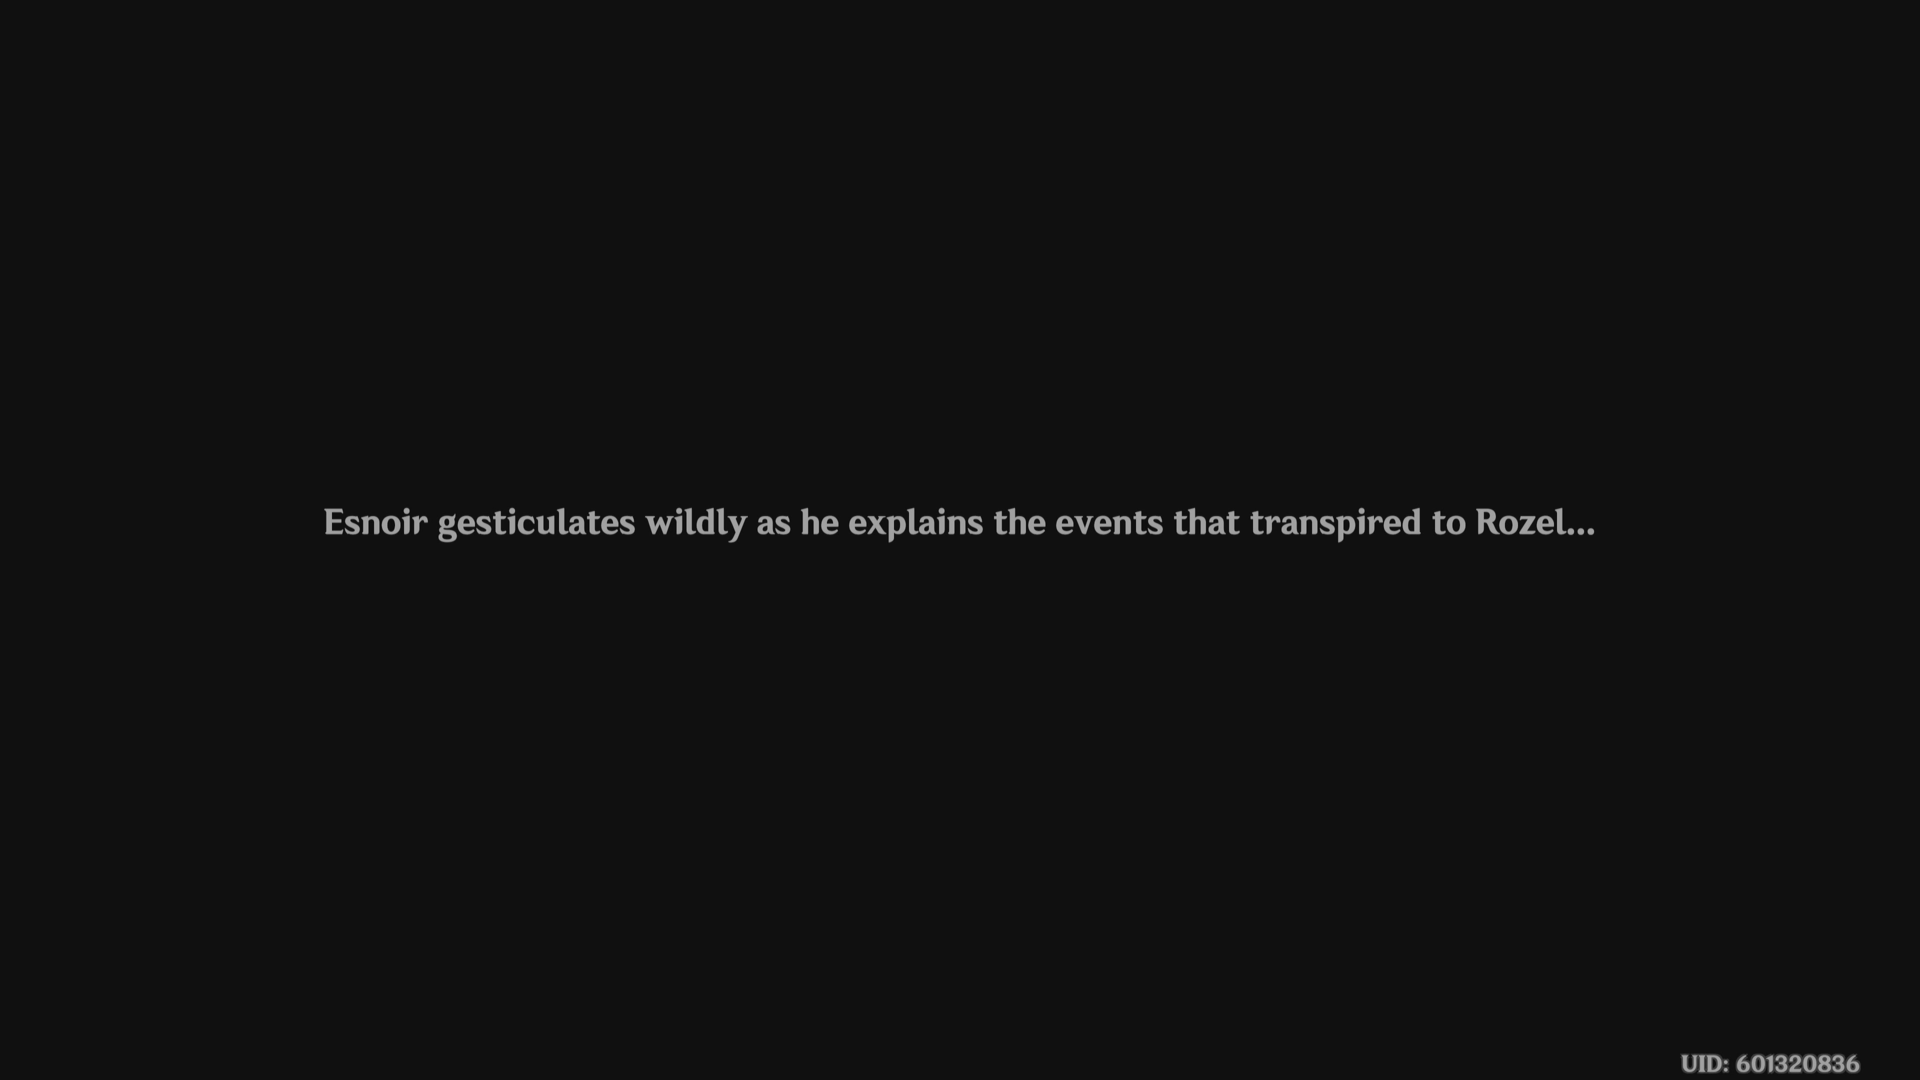 Esnoir gesticulates wildly as he explains the events that transpired to Rozel...
UID: 601320836